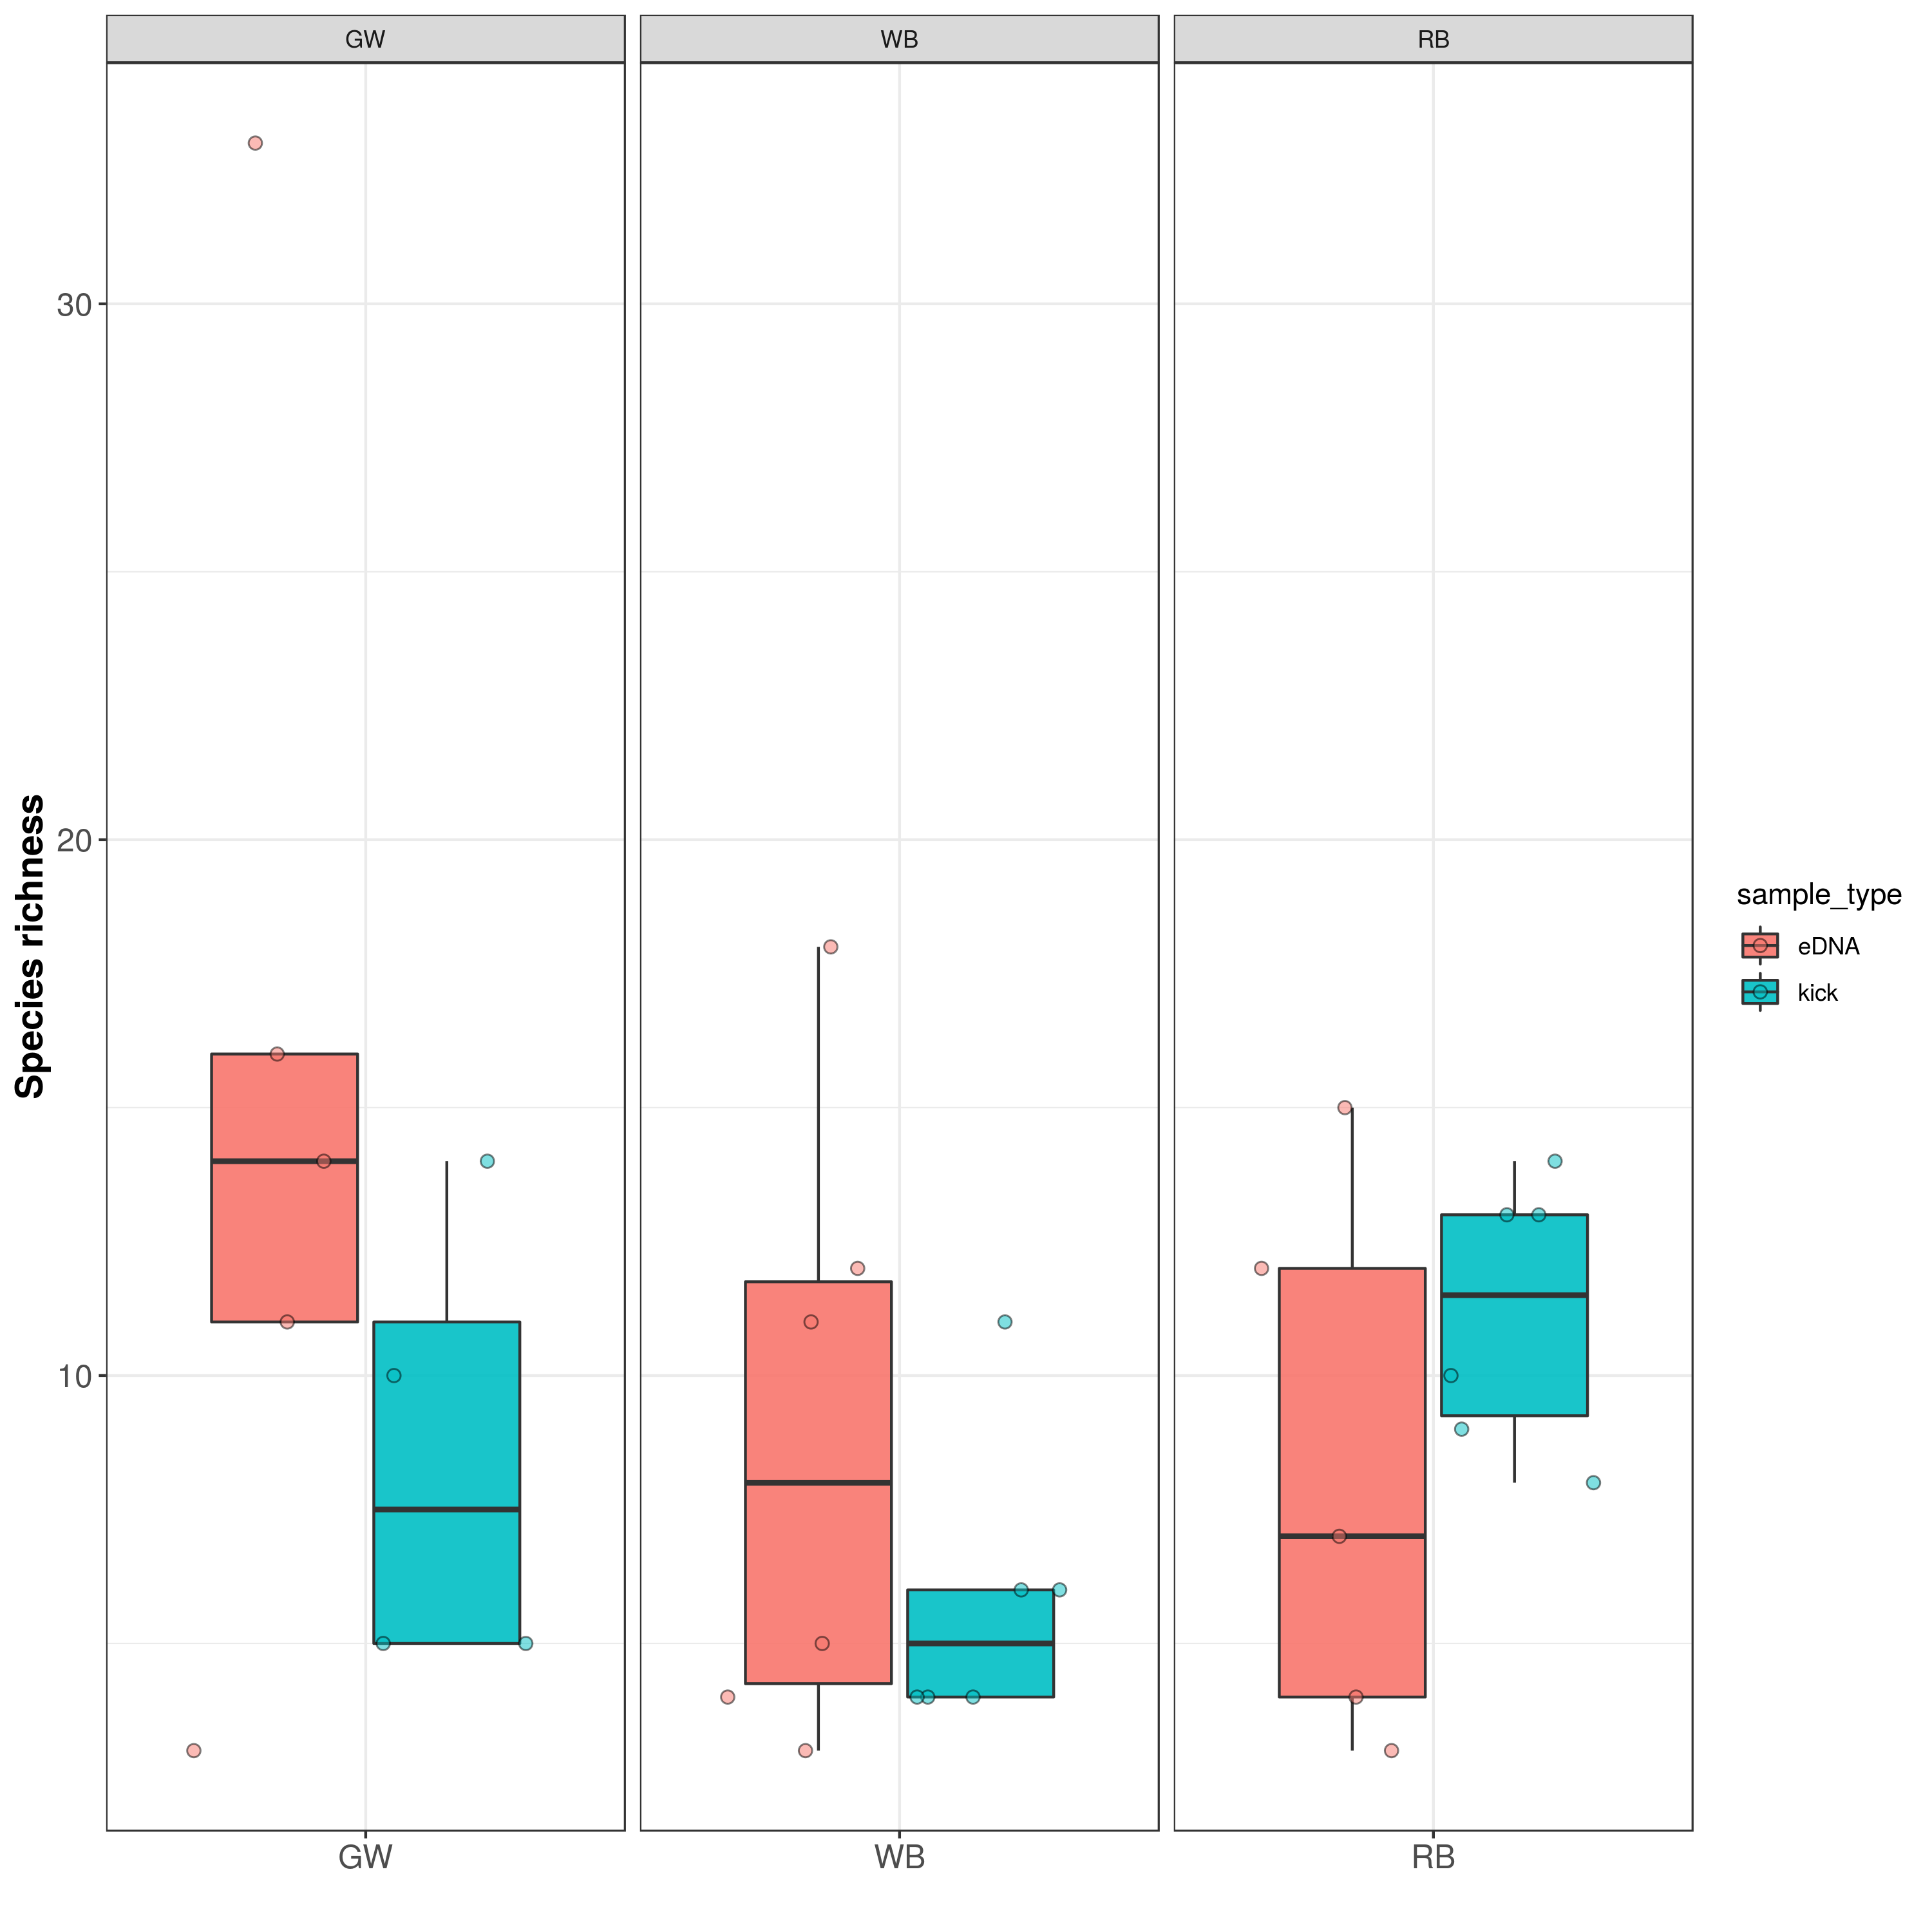 GW
WB
RB
30
20
10
Species richness
GW
WB
RB
sample_type
eDNA
kick